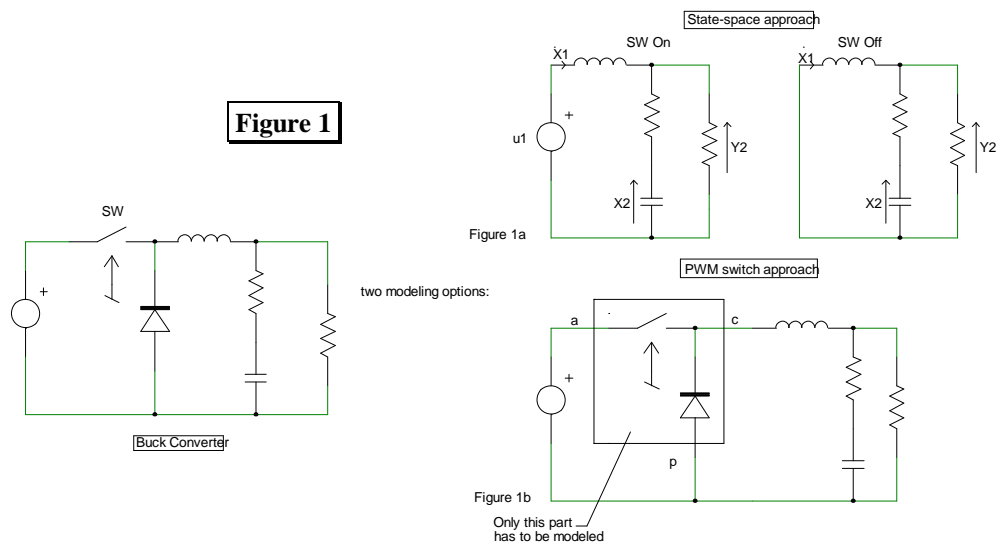 State-space approach
SW On
SW Off
X1
X1
Figure 1
+
u1
Y2
Y2
X2
X2
SW
Figure 1a
PWM switch approach
+
two modeling options:
a
c
+
Buck Converter
p
Figure 1b
Only this part
has to be modeled